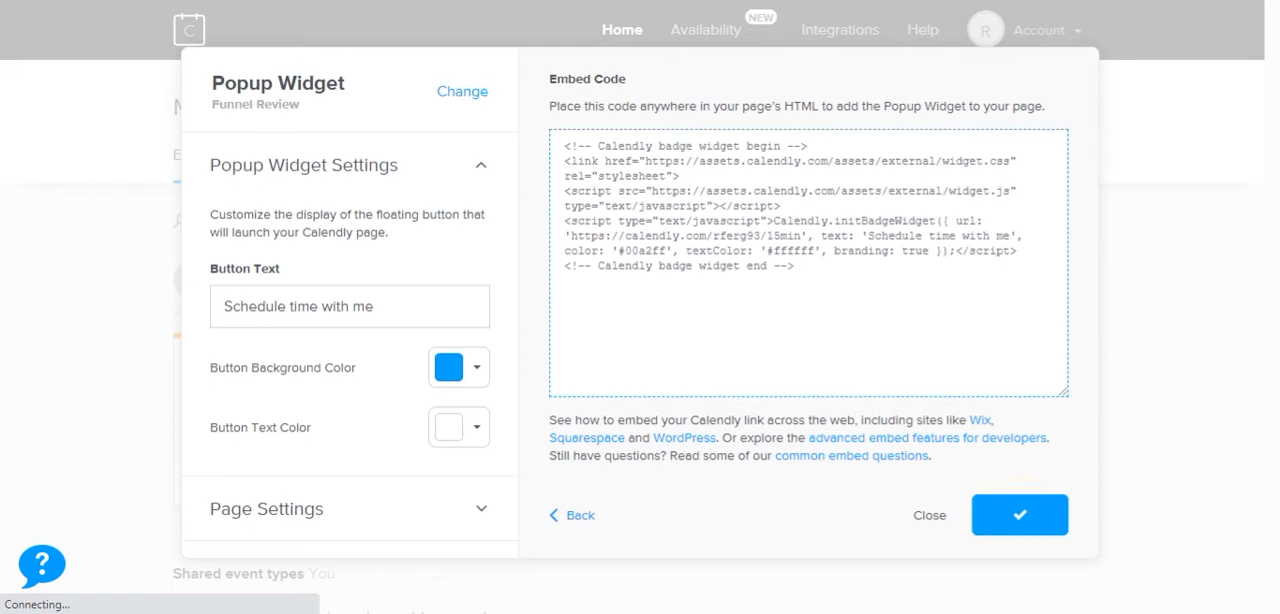 C
Home
Availability
NEW
Integrations
Help
R
Account
Popup Widget
Funnel Review
Change
Popup Widget Settings
Customize the display of the floating button that
will launch your Calendly page.
Button Text
Schedule time with me
Button Background Color
Button Text Color
Page Settings
Embed Code
Place this code anywhere in your page's HTML to add the Popup Widget to your page.
<!-- Calendly badge widget begin -->
<link href="https://assets.calendly.com/assets/external/widget.css"
rel="stylesheet">
<script src="https://assets.calendly.com/assets/external/widget.js"
type="text/javascript"></script>
<script type="text/javascript">Calendly.initBadgeWidget({ url:
'https://calendly.com/rferg93/15min', text: 'Schedule time with me',
color: '#00a2ff', textColor: '#ffffff', branding: true });</script>
<!-- Calendly badge widget end -->
See how to embed your Calendly link across the web, including sites like Wix,
Squarespace and WordPress. Or explore the advanced embed features for developers.
Still have questions? Read some of our common embed questions.
Back
Close
?
Shared event types You
Connecting...